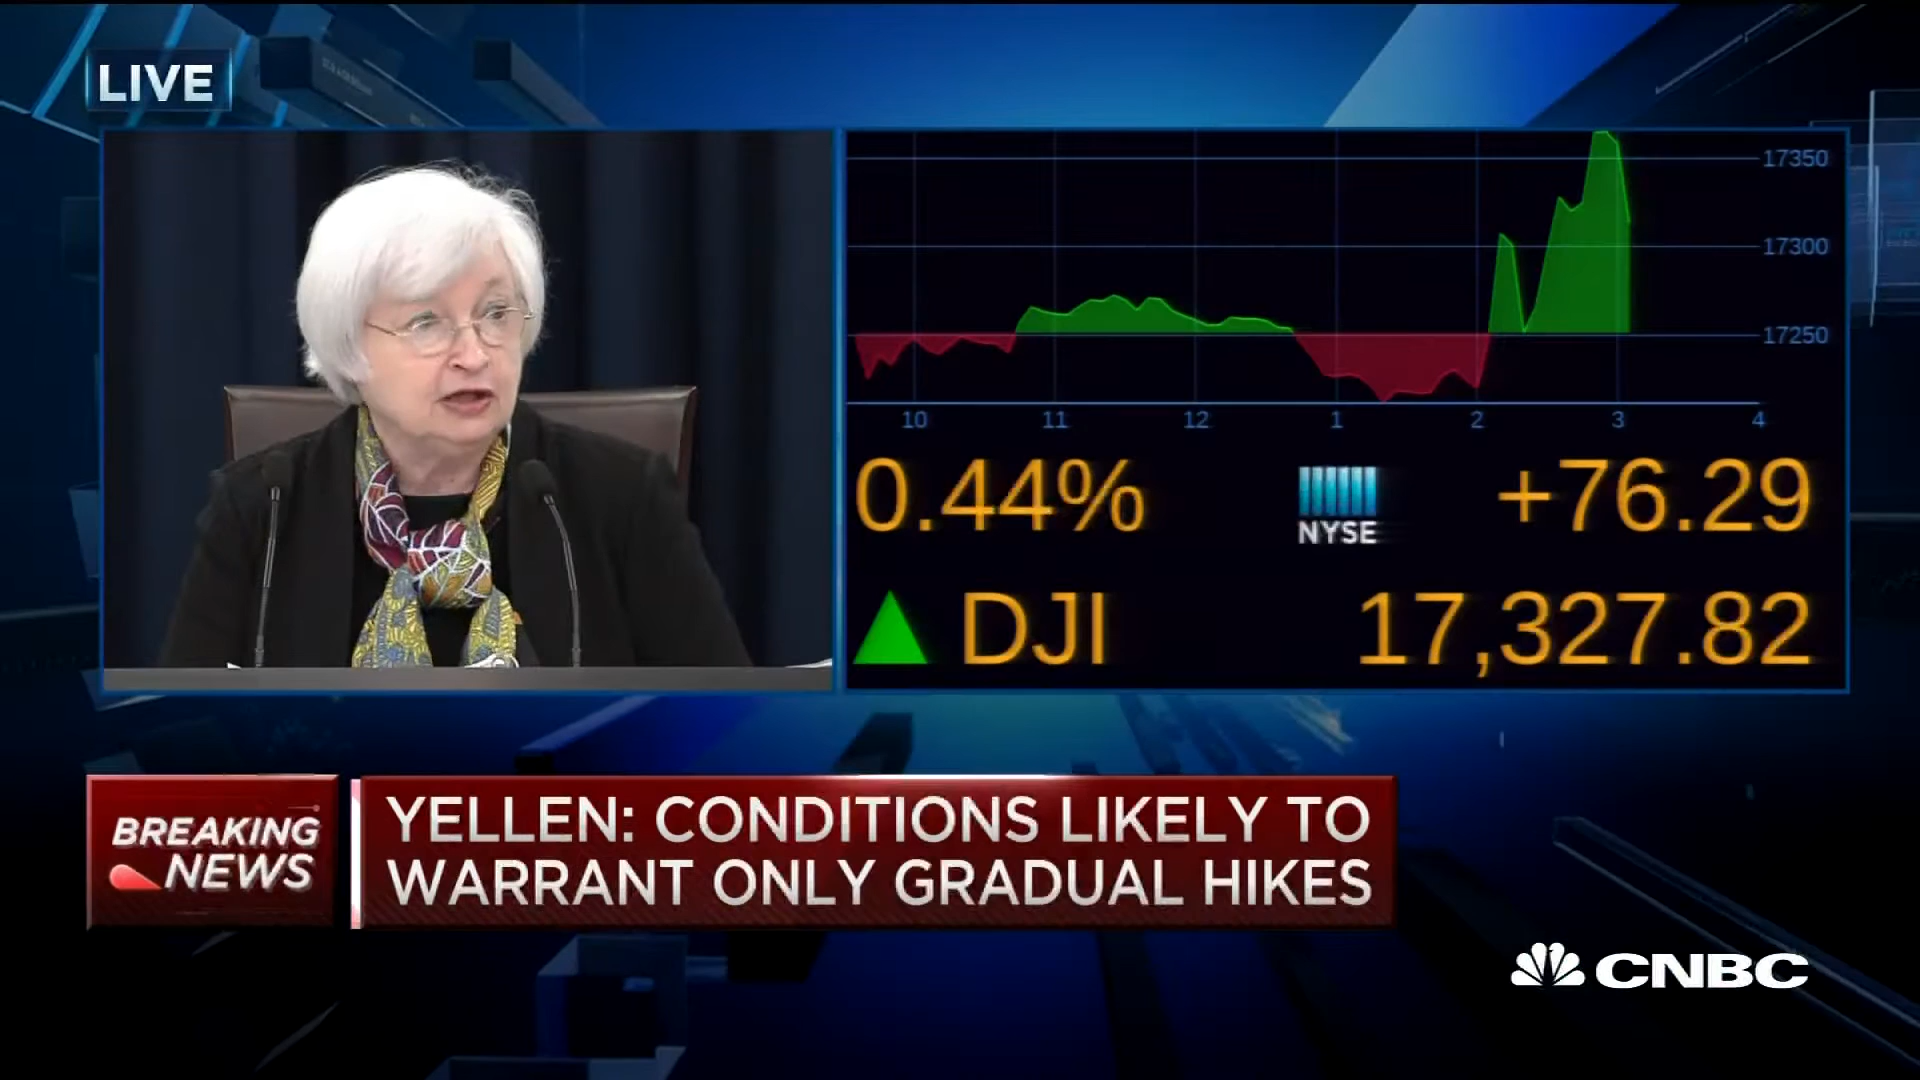 LIVE
17350
17300
17250
10 11 12 1 2 3 4
0.44% NYSE +76.29
DJI 17,327.82
BREAKING
NEWS
YELLEN: CONDITIONS LIKELY TO
WARRANT ONLY GRADUAL HIKES
CNBC